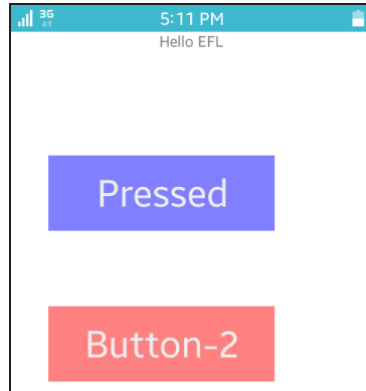 3G 5:11 PM
Hello EFL
Pressed
Button-2